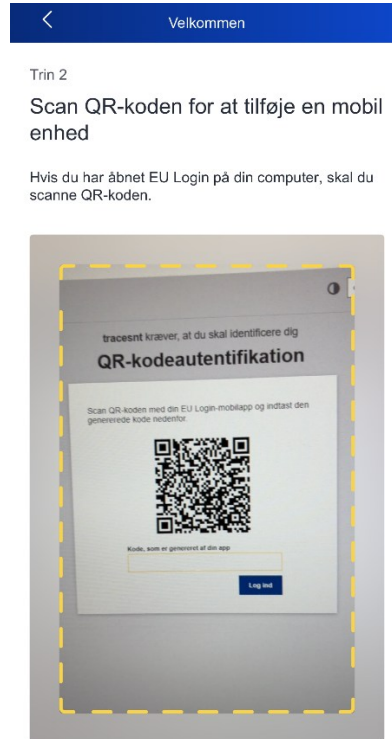 Velkommen
Trin 2
Scan QR-koden for at tilføje en mobil
enhed
Hvis du har åbnet EU Login på din computer, skal du
scanne QR-koden.
tracesnt kræver, at du skal identificere dig
QR-kodeautentifikation
Scan QR-koden med din EU Login-mobilapp og indtast den
genererede kode nedenfor.
Kode, som er genereret af din app
Log ind